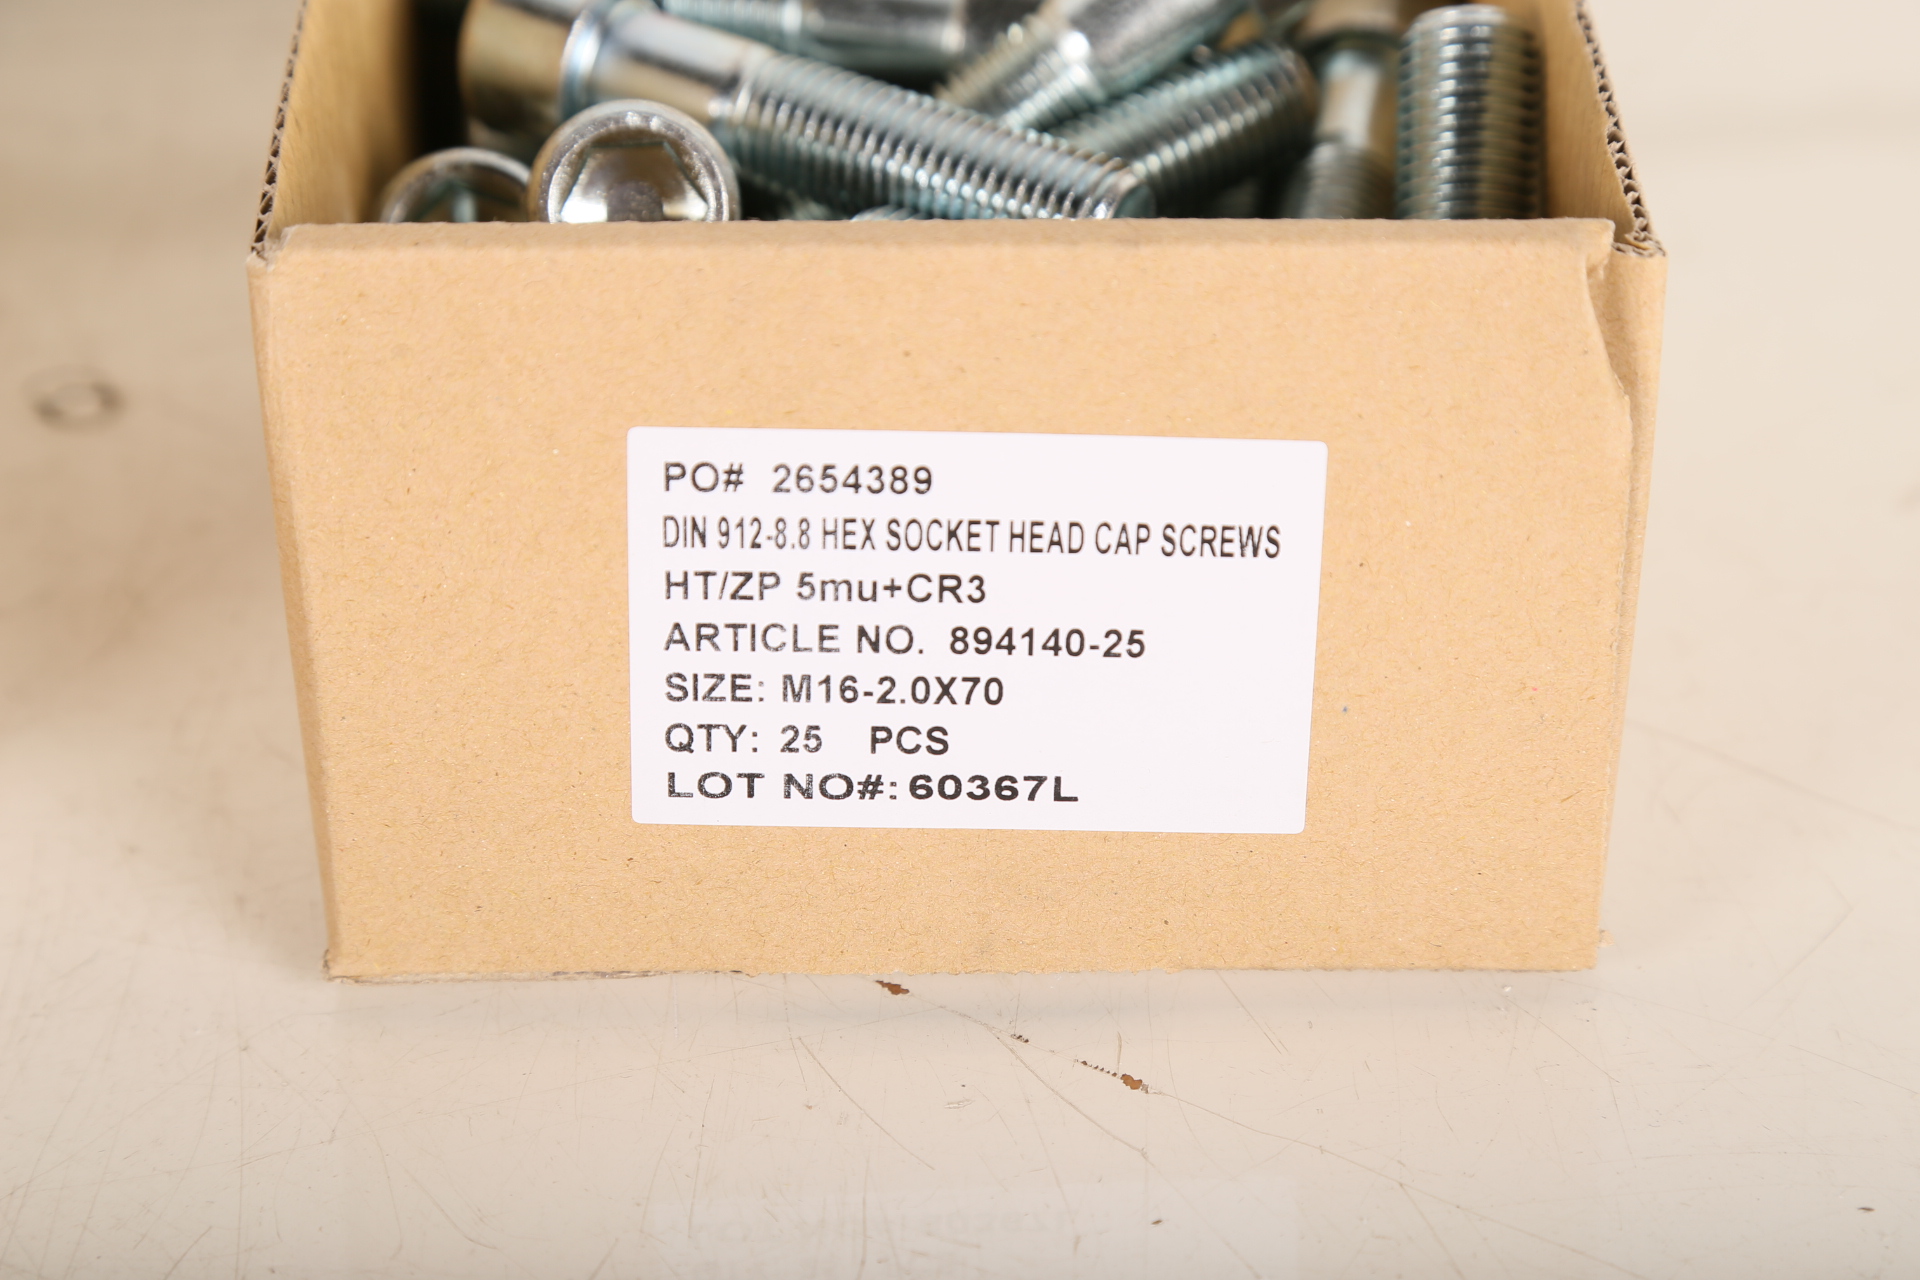 PO# 2654389
DIN 912-8.8 HEX SOCKET HEAD CAP SCREWS
HT/ZP 5mu+CR3
ARTICLE NO. 894140-25
SIZE: M16-2.0X70
QTY: 25 PCS
LOT NO#: 60367L